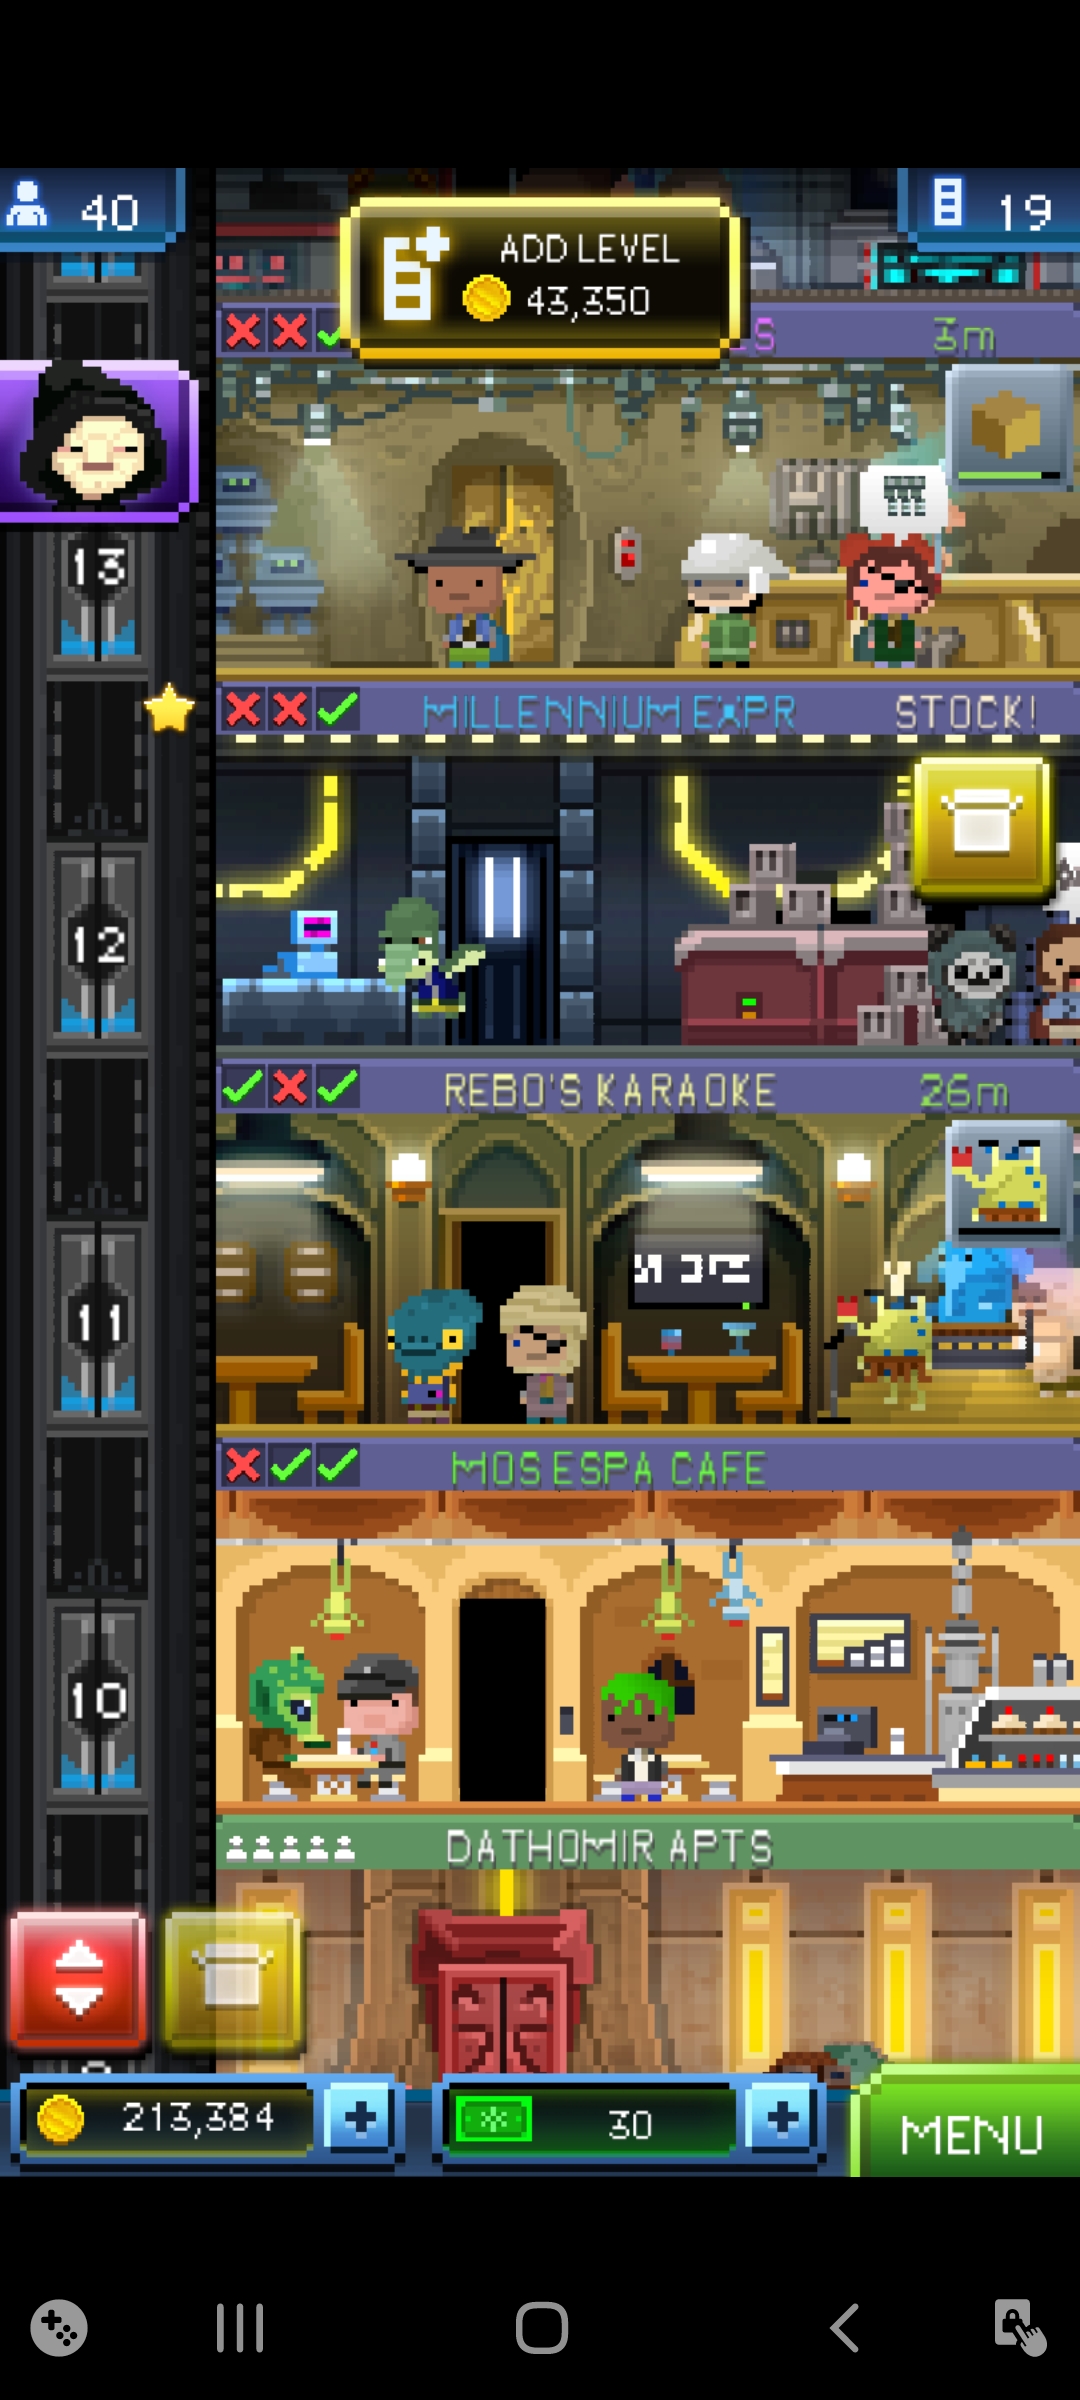 40
ADD LEVEL
43,350
19
S
3m
13
MILLENNIUM EXPR
STOCK!
12
REBO'S KARAOKE
26m
11
MOS ESPA CAFE
10
DATHOMIR APTS
213,384
30
MENU